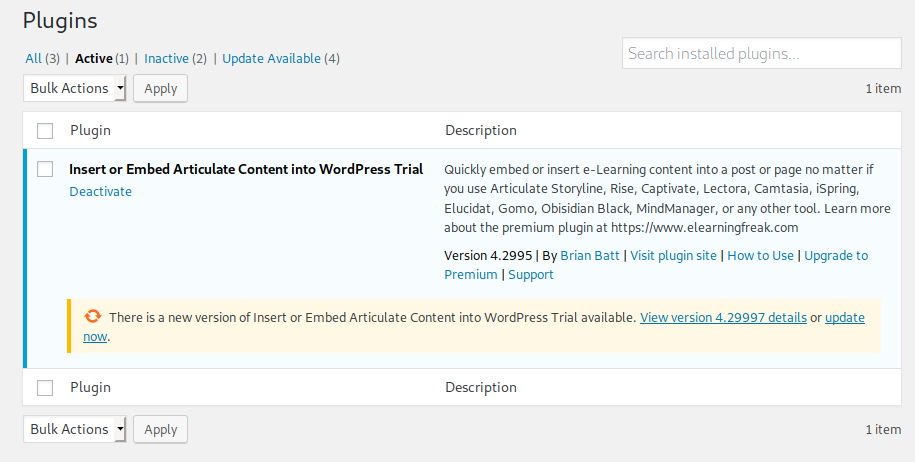 Plugins
All (3) | Active (1) | Inactive (2) | Update Available (4)
Search installed plugins...
Bulk Actions Apply 1 item
Plugin Description
Insert or Embed Articulate Content into WordPress Trial
Deactivate
Quickly embed or insert e-Learning content into a post or page no matter if
you use Articulate Storyline, Rise, Captivate, Lectora, Camtasia, iSpring,
Elucidat, Gomo, Obisidian Black, MindManager, or any other tool. Learn more
about the premium plugin at https://www.elearningfreak.com
Version 4.2995 | By Brian Batt | Visit plugin site | How to Use | Upgrade to
Premium | Support
There is a new version of Insert or Embed Articulate Content into WordPress Trial available. View version 4.29997 details or update
now.
Plugin Description
Bulk Actions Apply 1 item